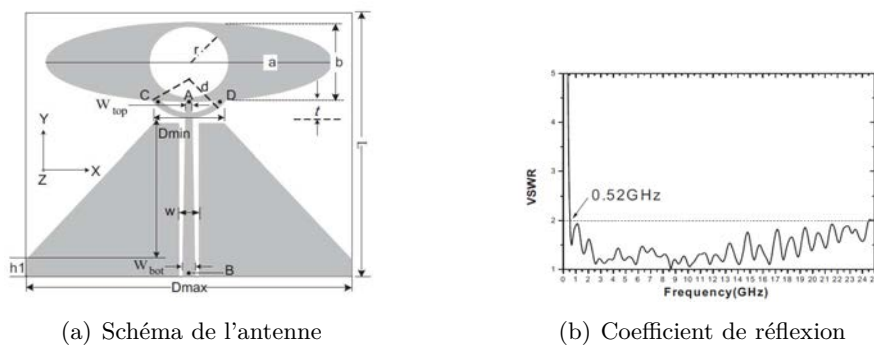 r
a
b
d
C
A
D
W top
t
Dmin
Y
X
Z
L
w
h1
W bot
B
Dmax
(a) Schéma de l'antenne
5
4
3
2
1
VSWR
0.52GHz
0 1 2 3 4 5 6 7 8 9 10 11 12 13 14 15 16 17 18 19 20 21 22 23 24 25
Frequency(GHz)
(b) Coefficient de réflexion